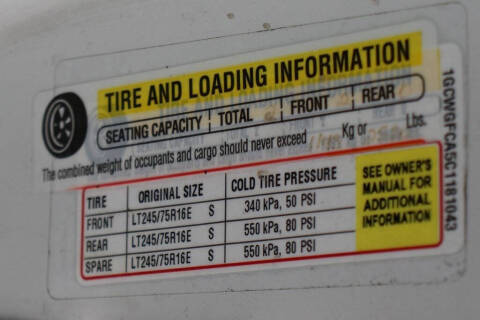 TIRE AND LOADING INFORMATION
SEATING CAPACITY TOTAL FRONT REAR
The combined weight of occupants and cargo should never exceed Kg or Lbs.
TIRE ORIGINAL SIZE COLD TIRE PRESSURE
FRONT LT245/75R16E S 340 kPa, 50 PSI
REAR LT245/75R16E S 550 kPa, 80 PSI
SPARE LT245/75R16E S 550 kPa, 80 PSI
SEE OWNER'S
MANUAL FOR
ADDITIONAL
INFORMATION
1GCWGFCA5C1181043